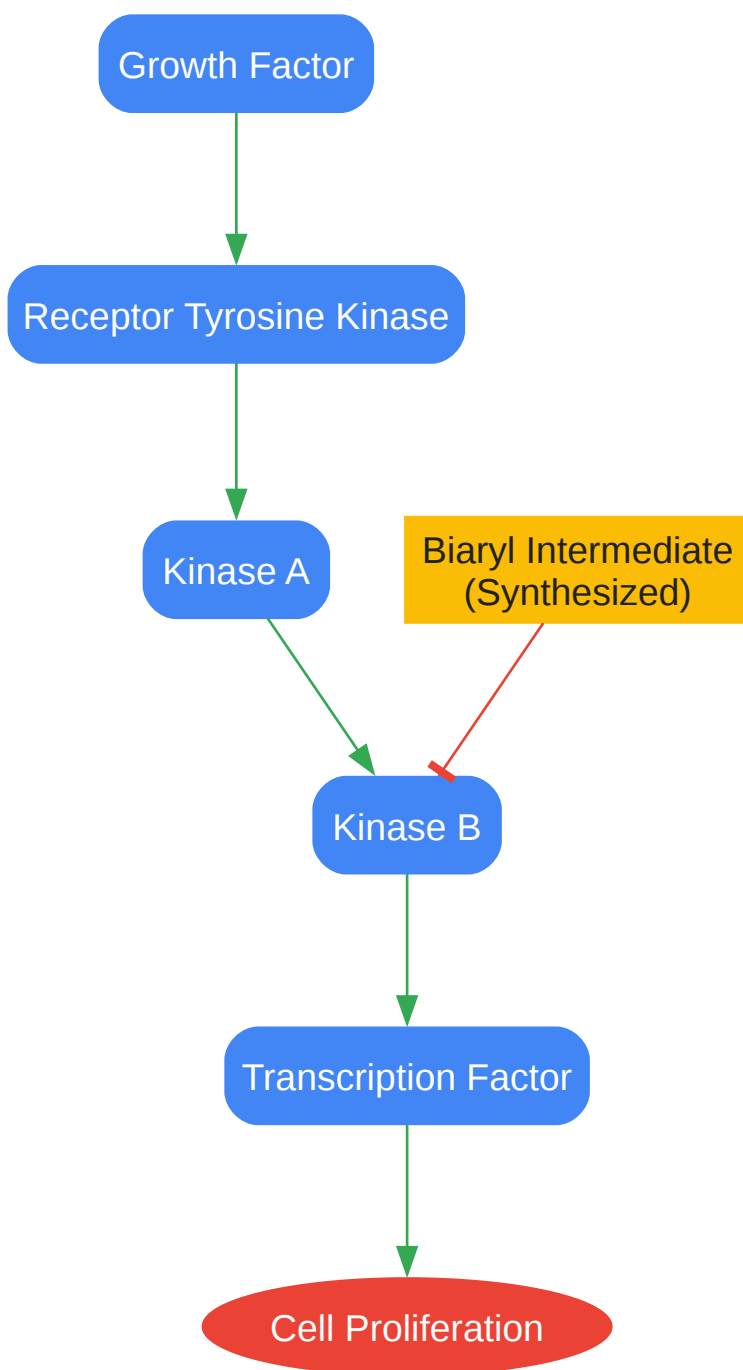 Growth Factor
Receptor Tyrosine Kinase
Kinase A
Biaryl Intermediate
(Synthesized)
Kinase B
Transcription Factor
Cell Proliferation